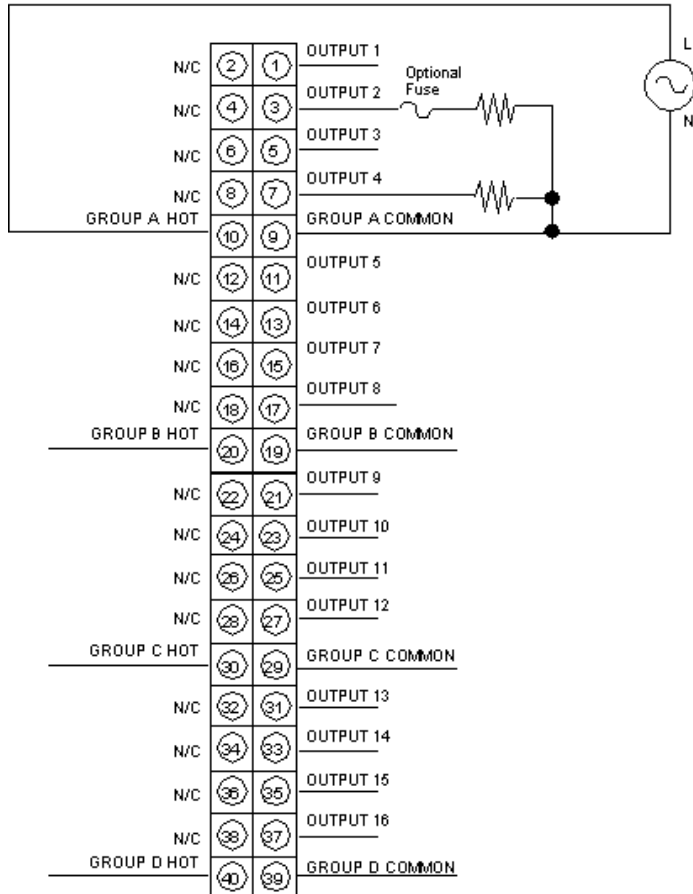 L
OUTPUT 1
N/C 2 1
Optional
Fuse
OUTPUT 2
N/C 4 3
N
OUTPUT 3
N/C 6 5
OUTPUT 4
N/C 8 7
GROUP A HOT 10 9 GROUP A COMMON
OUTPUT 5
N/C 12 11
OUTPUT 6
N/C 14 13
OUTPUT 7
N/C 16 15
OUTPUT 8
N/C 18 17
GROUP B HOT 20 19 GROUP B COMMON
OUTPUT 9
N/C 22 21
OUTPUT 10
N/C 24 23
OUTPUT 11
N/C 26 25
OUTPUT 12
N/C 28 27
GROUP C HOT 30 29 GROUP C COMMON
OUTPUT 13
N/C 32 31
OUTPUT 14
N/C 34 33
OUTPUT 15
N/C 36 35
OUTPUT 16
N/C 38 37
GROUP D HOT 40 39 GROUP D COMMON